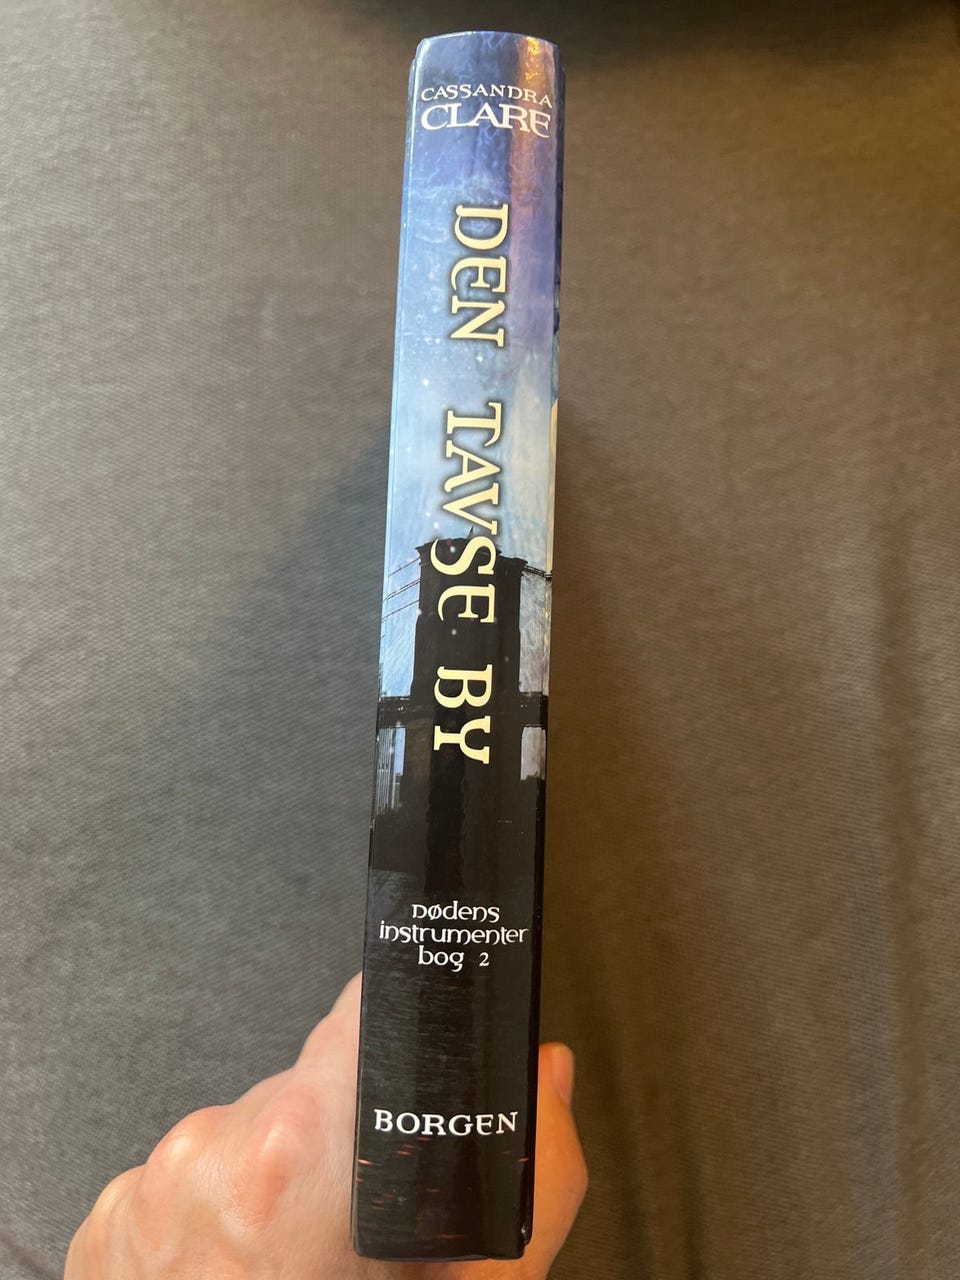 CASSANDRA
CLARE
DEN TAVSE BY
Dødens
instrumenter
bog 2
BORGEN